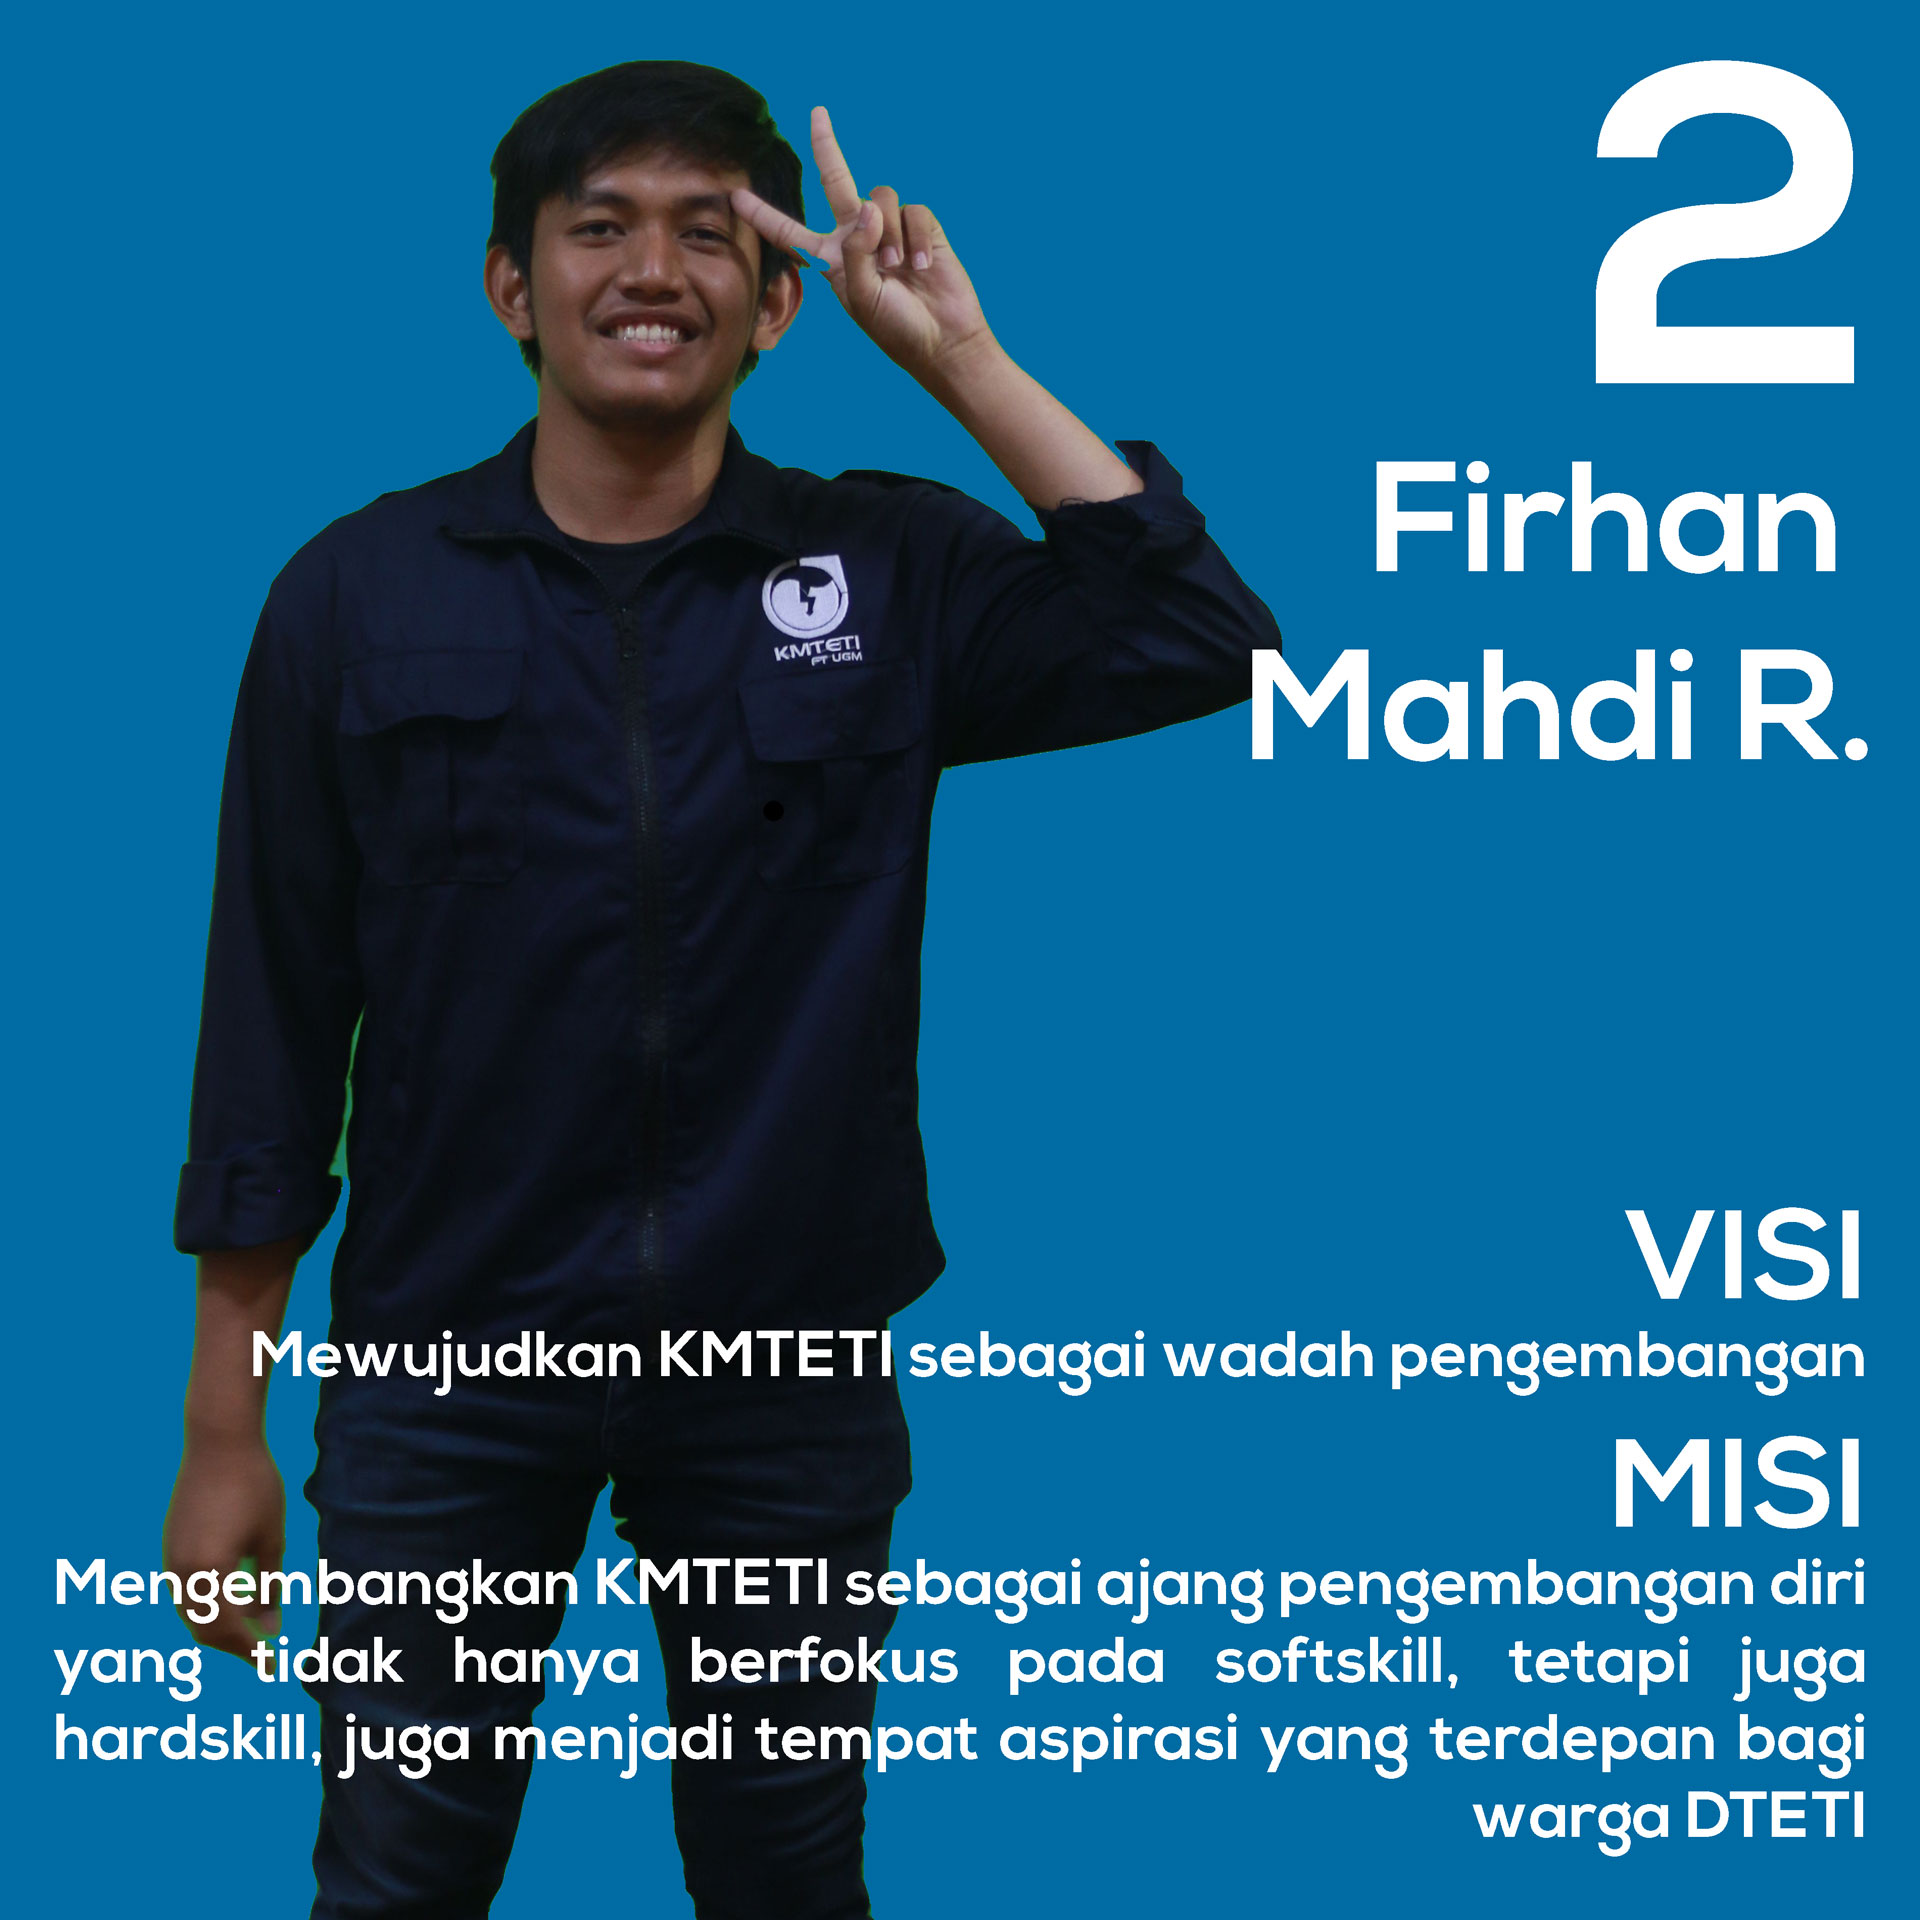 2
Firhan
Mahdi R.
KMTETI
FT UGM
VISI
Mewujudkan KMTETI sebagai wadah pengembangan
MISI
Mengembangkan KMTETI sebagai ajang pengembangan diri
yang tidak hanya berfokus pada softskill, tetapi juga
hardskill, juga menjadi tempat aspirasi yang terdepan bagi
warga DTETI